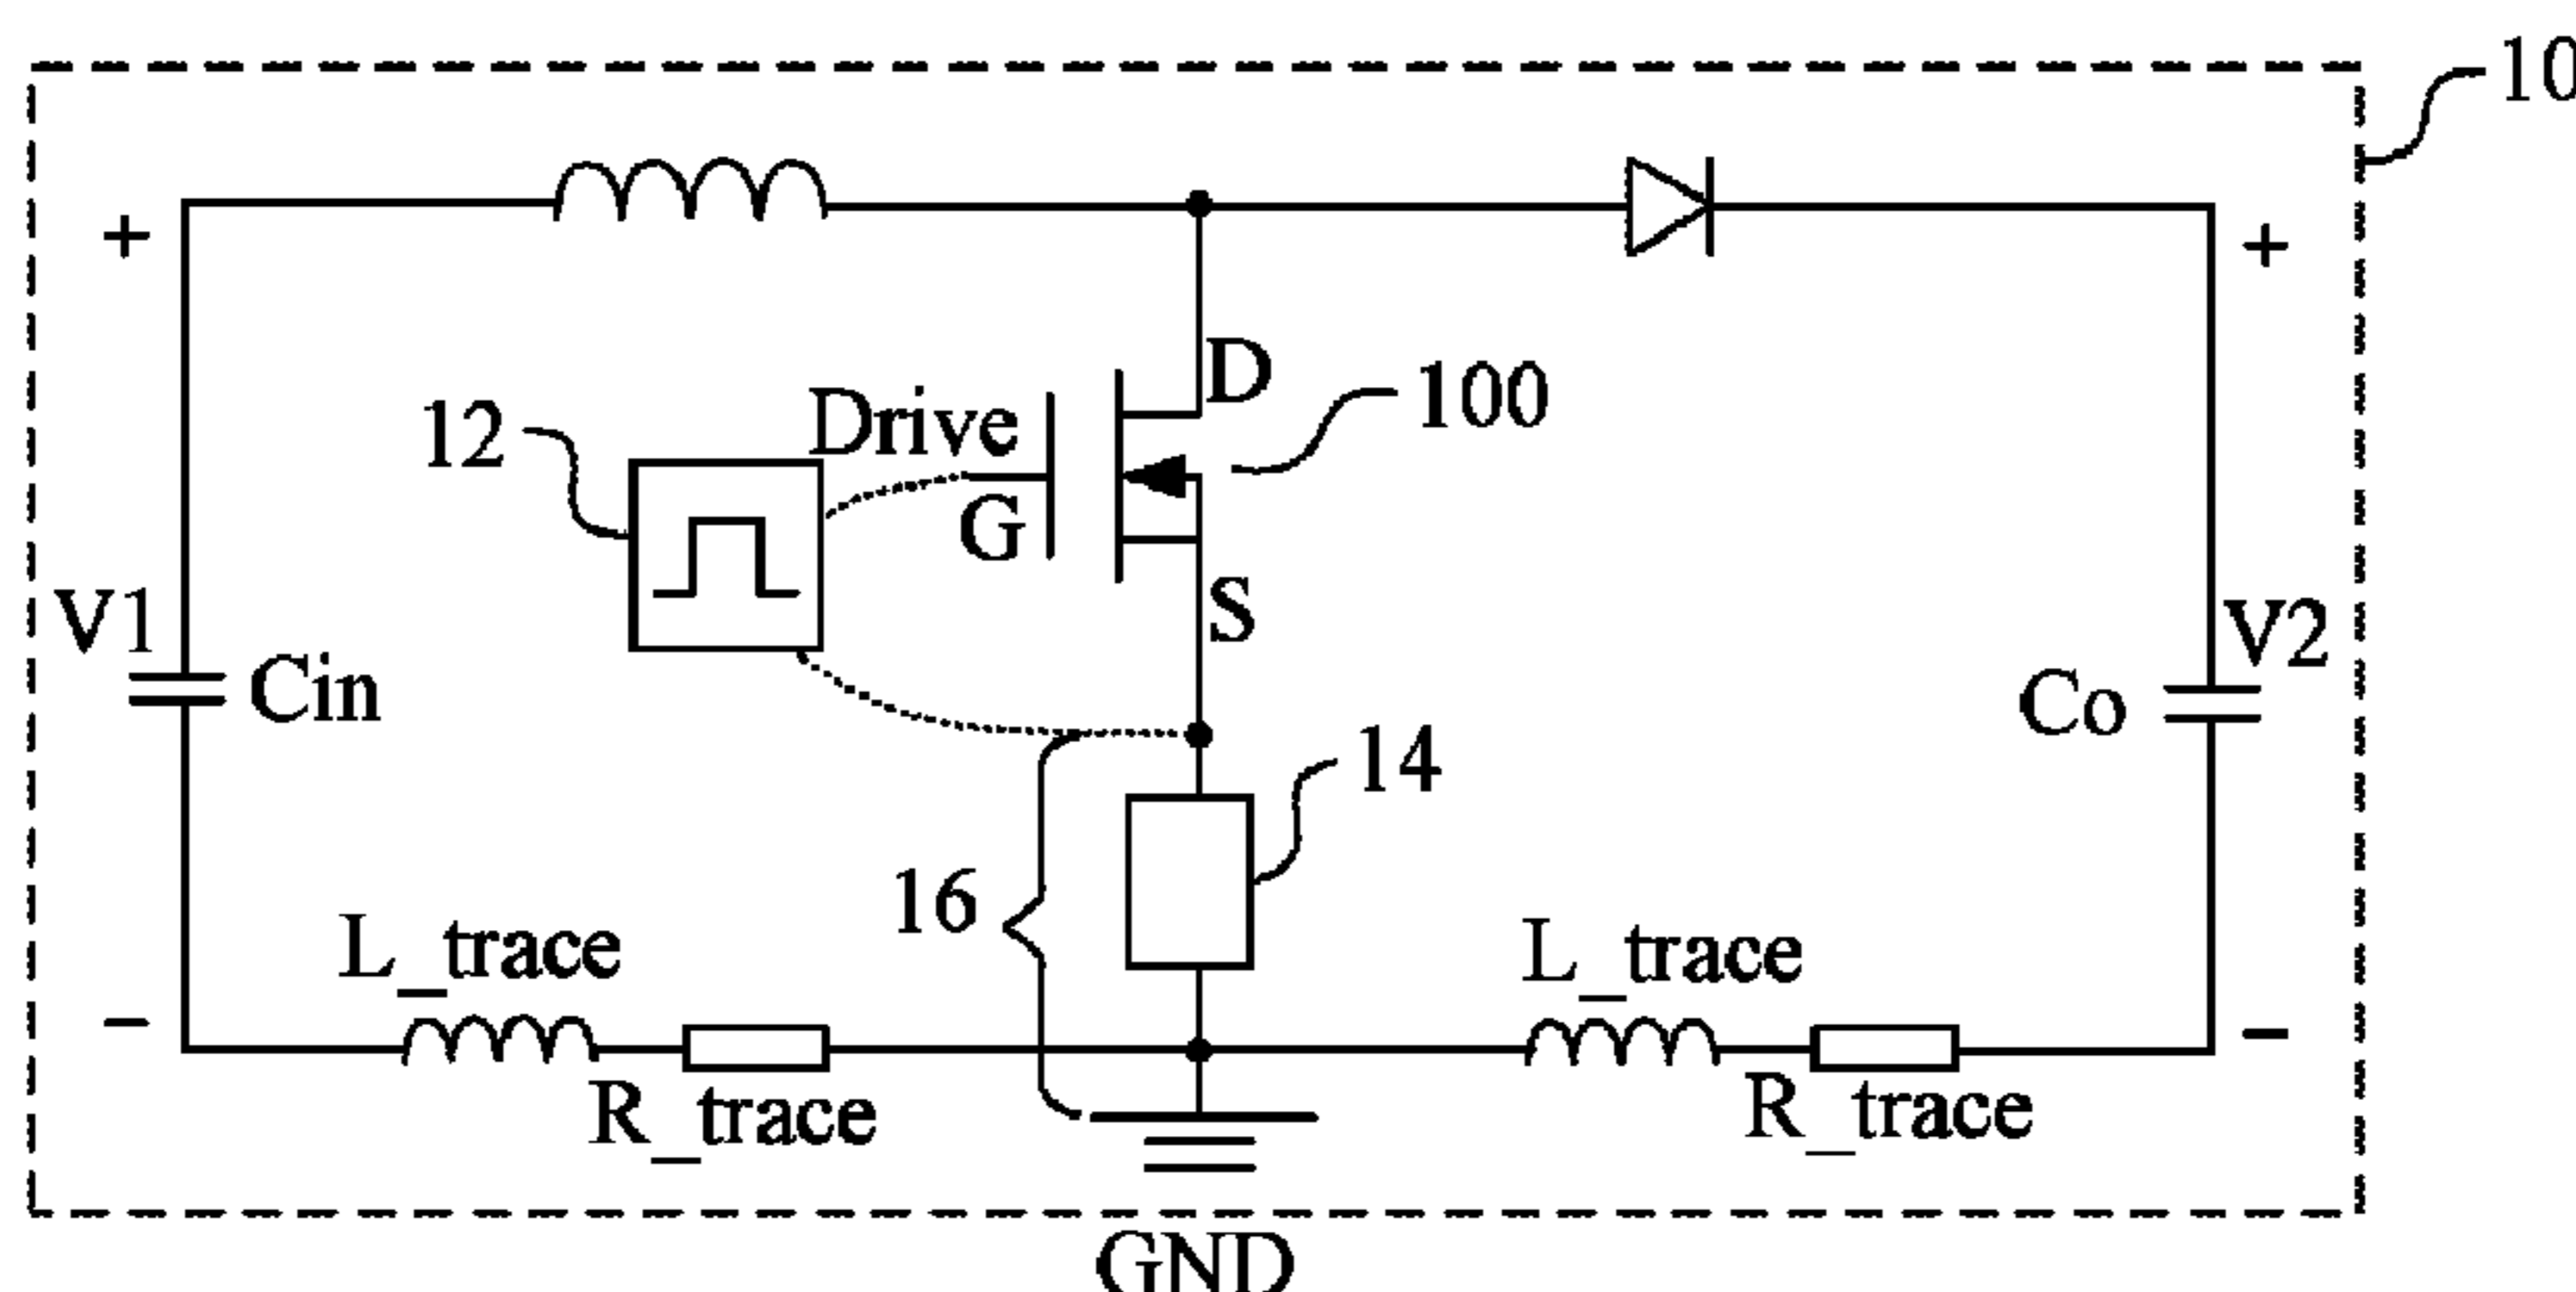 10
+
+
D
Drive
100
12
G
V1
S
V2
Cin
Co
14
16
L_trace
L_trace
−
−
R_trace
R_trace
GND